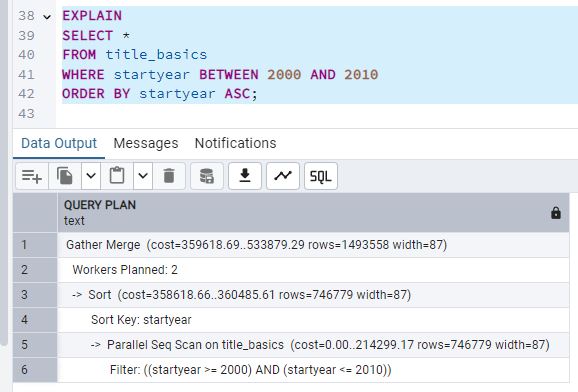 38 EXPLAIN
39 SELECT *
40 FROM title_basics
41 WHERE startyear BETWEEN 2000 AND 2010
42 ORDER BY startyear ASC;
43
Data Output Messages Notifications
SQL
QUERY PLAN
text
1 Gather Merge (cost=359618.69..533879.29 rows=1493558 width=87)
2 Workers Planned: 2
3 -> Sort (cost=358618.66..360485.61 rows=746779 width=87)
4 Sort Key: startyear
5 -> Parallel Seq Scan on title_basics (cost=0.00..214299.17 rows=746779 width=87)
6 Filter: ((startyear >= 2000) AND (startyear <= 2010))